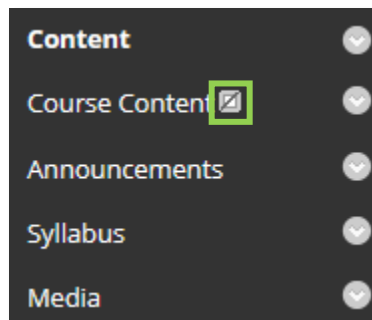 Content
Course Content
Announcements
Syllabus
Media